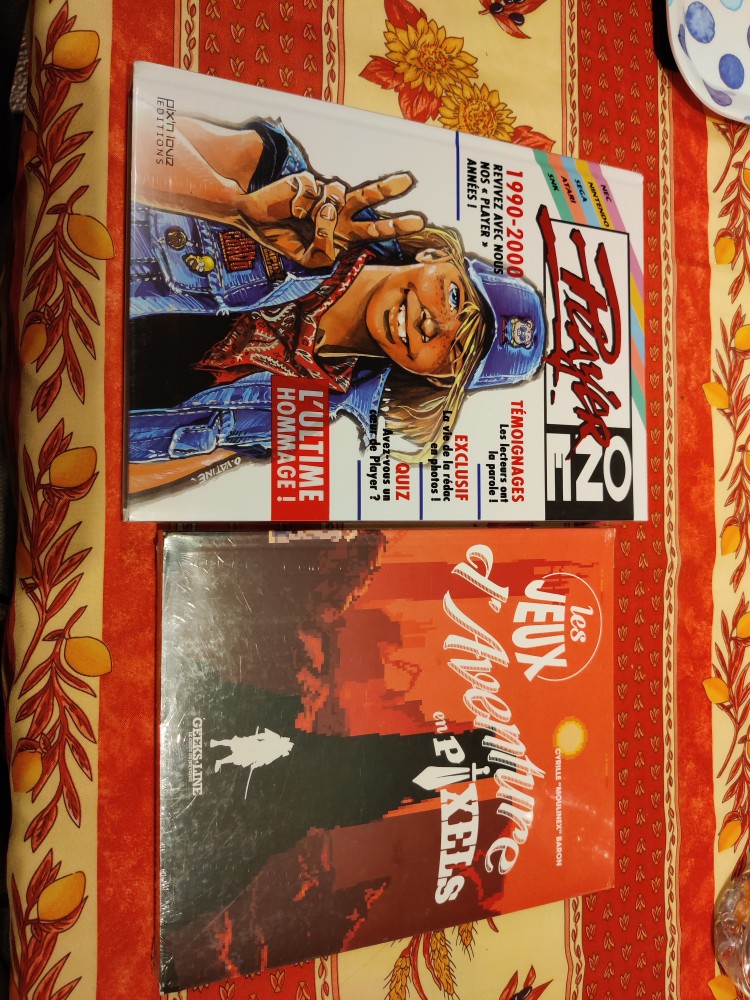 NEC
NINTENDO
SEGA
ATARI
SNK
PLAYER
ONE
1990-2000
REVIVEZ AVEC NOUS
NOS « PLAYER »
ANNÉES !
TÉMOIGNAGES
Les lecteurs ont
la parole !
EXCLUSIF
La vie de la rédac
en photos !
QUIZ
Avez-vous un
cœur de Player ?
L'ULTIME
HOMMAGE !
O.VATINE
PIX'N LOVE
EDITIONS
les
JEUX
d'Aventure
en PIXELS
CYRILLE "MOULINEX" BARON
GEEKS-LINE